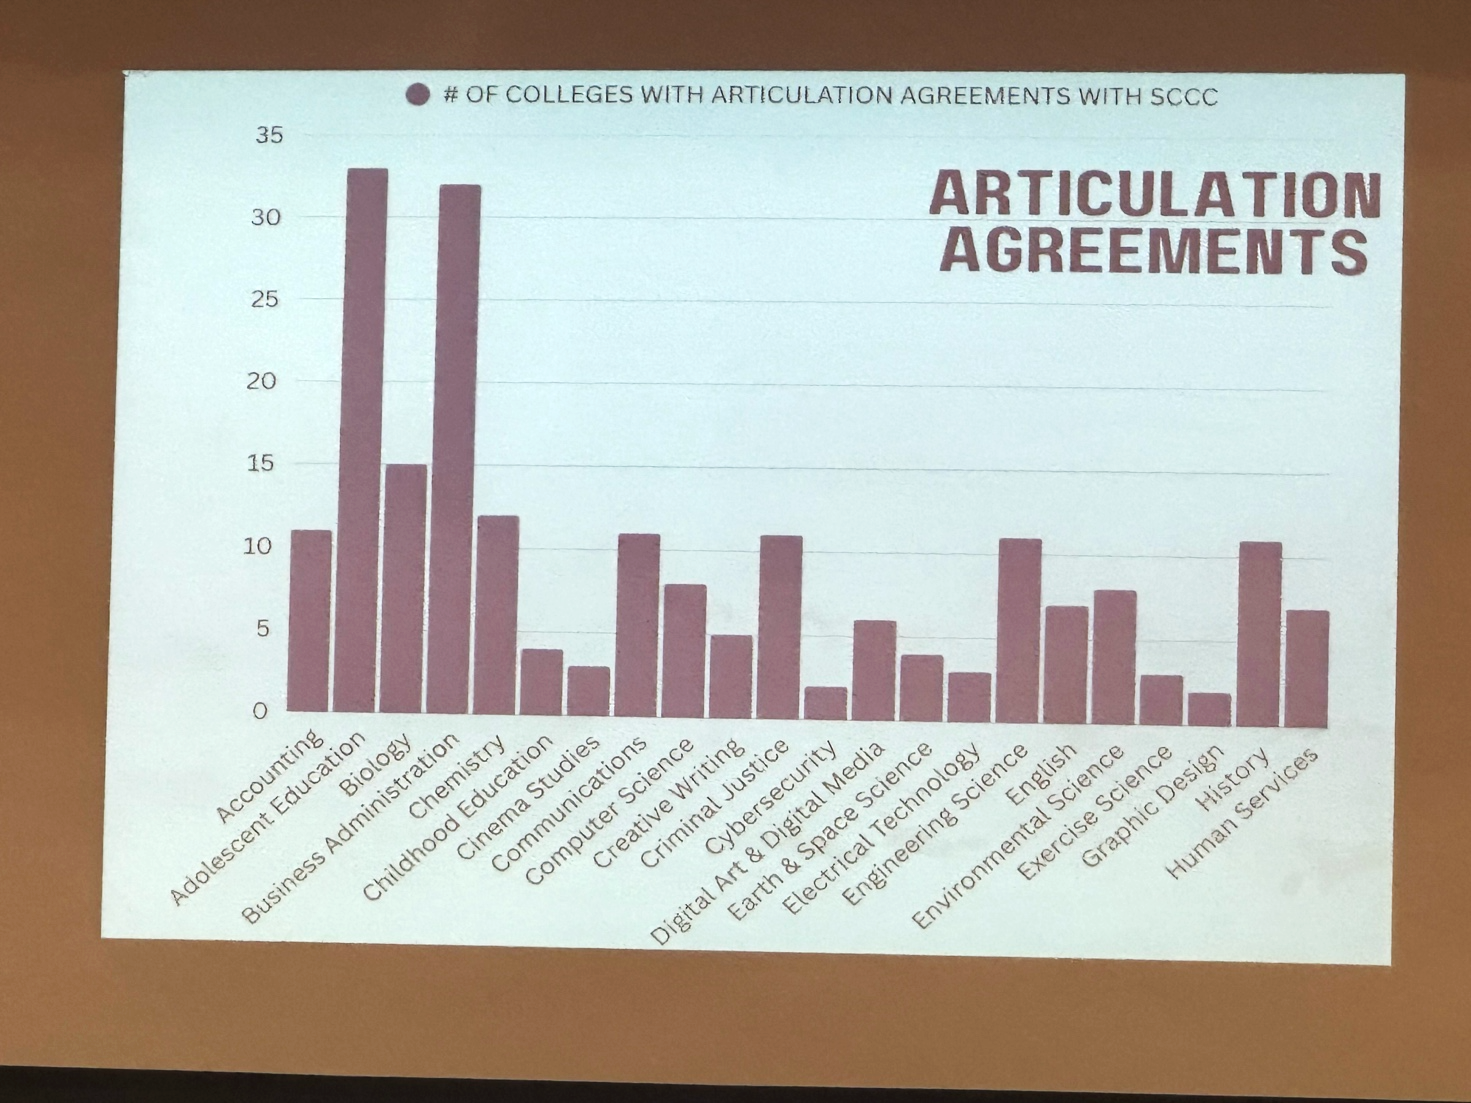 # OF COLLEGES WITH ARTICULATION AGREEMENTS WITH SCCC
ARTICULATION
AGREEMENTS
35
30
25
20
15
10
5
0
Accounting
Adolescent Education
Biology
Business Administration
Chemistry
Childhood Education
Cinema Studies
Communications
Computer Science
Creative Writing
Criminal Justice
Cybersecurity
Digital Art & Digital Media
Earth & Space Science
Electrical Technology
Engineering Science
English
Environmental Science
Exercise Science
Graphic Design
History
Human Services